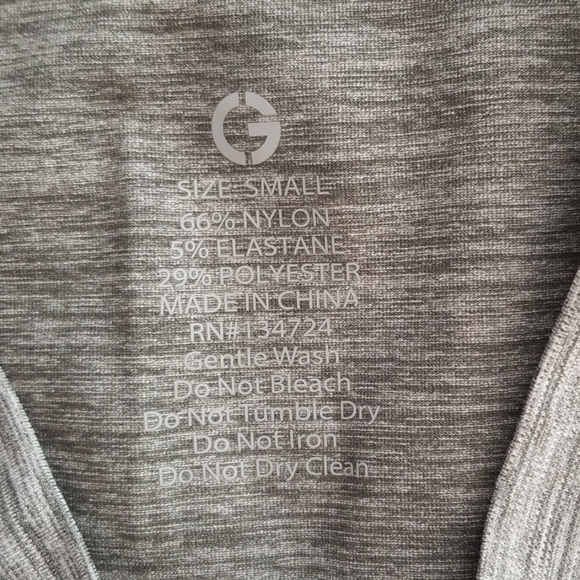 G
SIZE: SMALL
66% NYLON
5% ELASTANE
29% POLYESTER
MADE IN CHINA
RN#134724
Gentle Wash
Do Not Bleach
Do Not Tumble Dry
Do Not Iron
Do Not Dry Clean